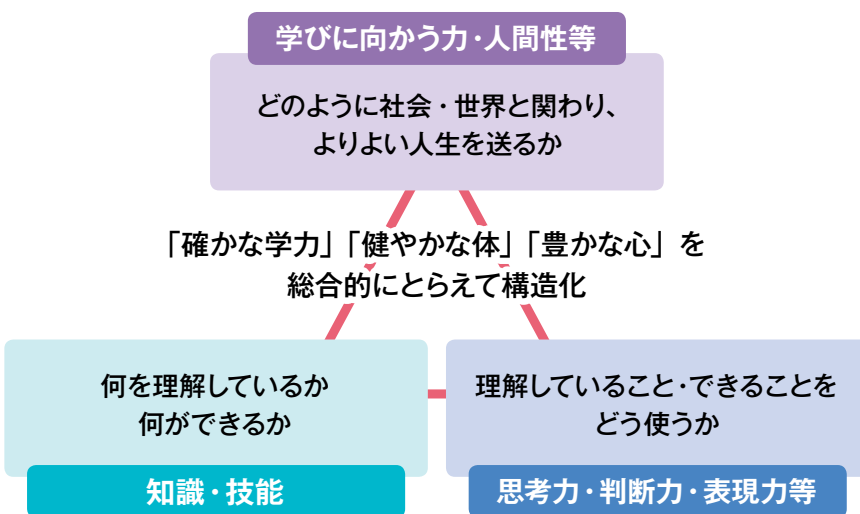 学びに向かう力・人間性等
どのように社会・世界と関わり、
よりよい人生を送るか
「確かな学力」「健やかな体」「豊かな心」を
総合的にとらえて構造化
何を理解しているか
何ができるか
知識・技能
理解していること・できることを
どう使うか
思考力・判断力・表現力等